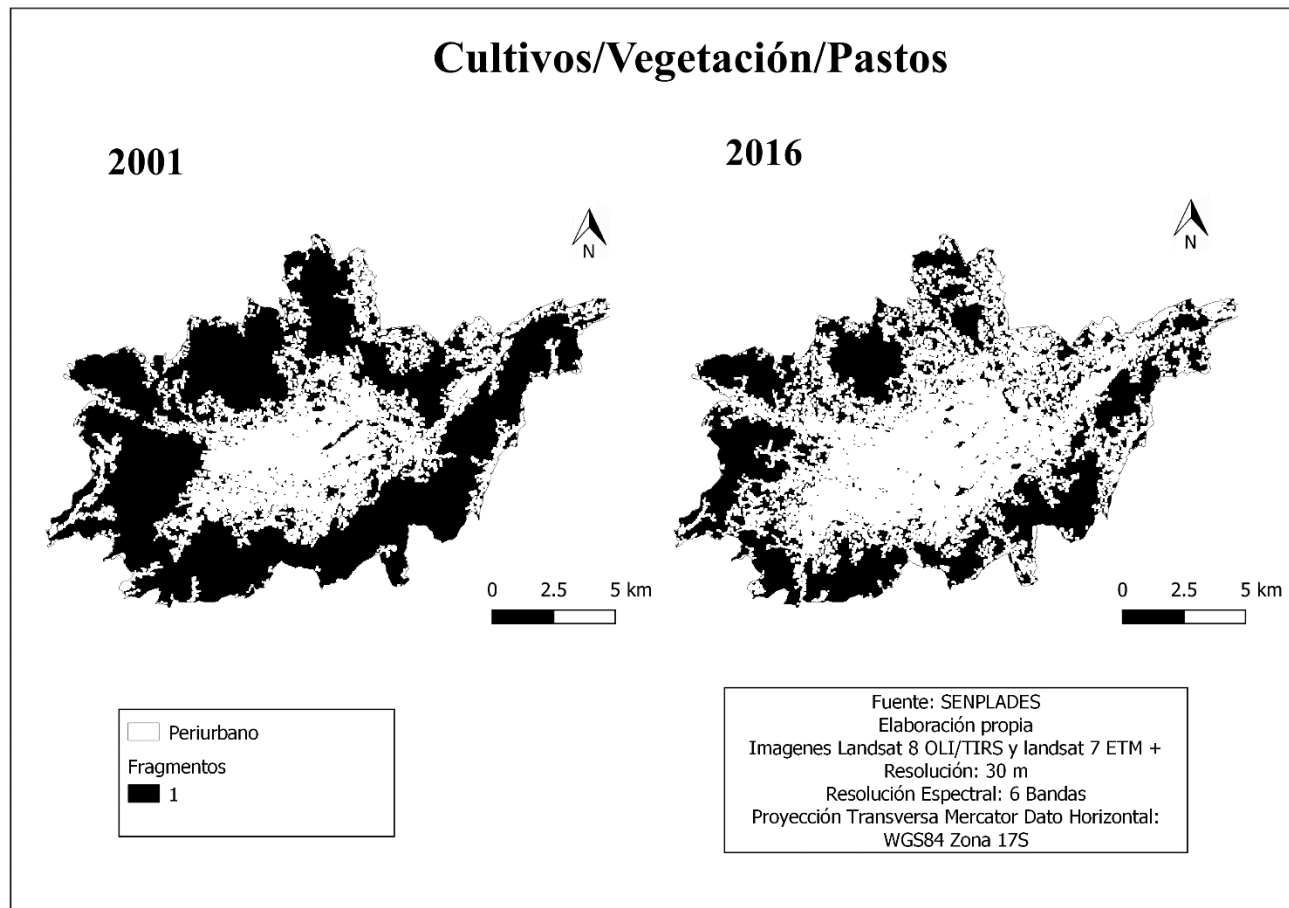 Cultivos/Vegetación/Pastos
2001
2016
N
N
0 2.5 5 km
0 2.5 5 km
Periurbano
Fragmentos
1
Fuente: SENPLADES
Elaboración propia
Imagenes Landsat 8 OLI/TIRS y landsat 7 ETM +
Resolución: 30 m
Resolución Espectral: 6 Bandas
Proyección Transversa Mercator Dato Horizontal:
WGS84 Zona 17S